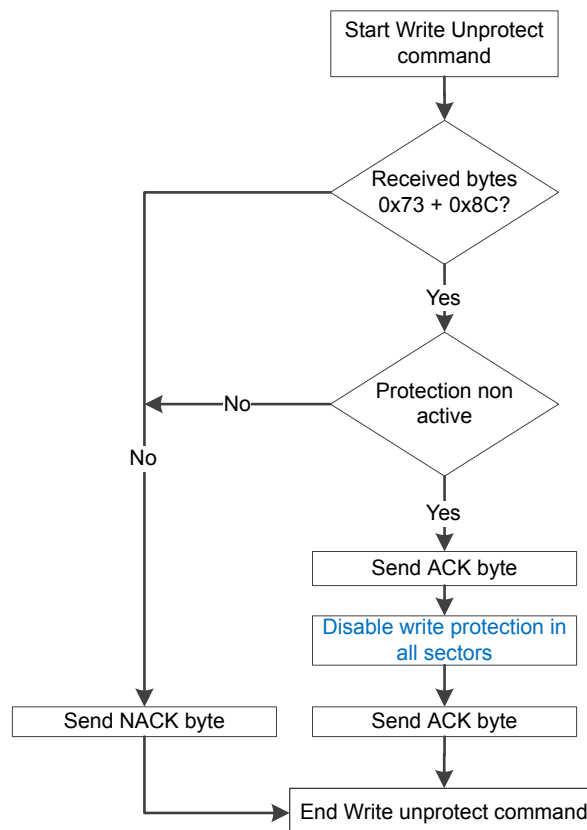 Start Write Unprotect
command
Received bytes
0x73 + 0x8C?
Yes
Protection non
active
No
No
Yes
Send ACK byte
Disable write protection in
all sectors
Send NACK byte
Send ACK byte
End Write unprotect command